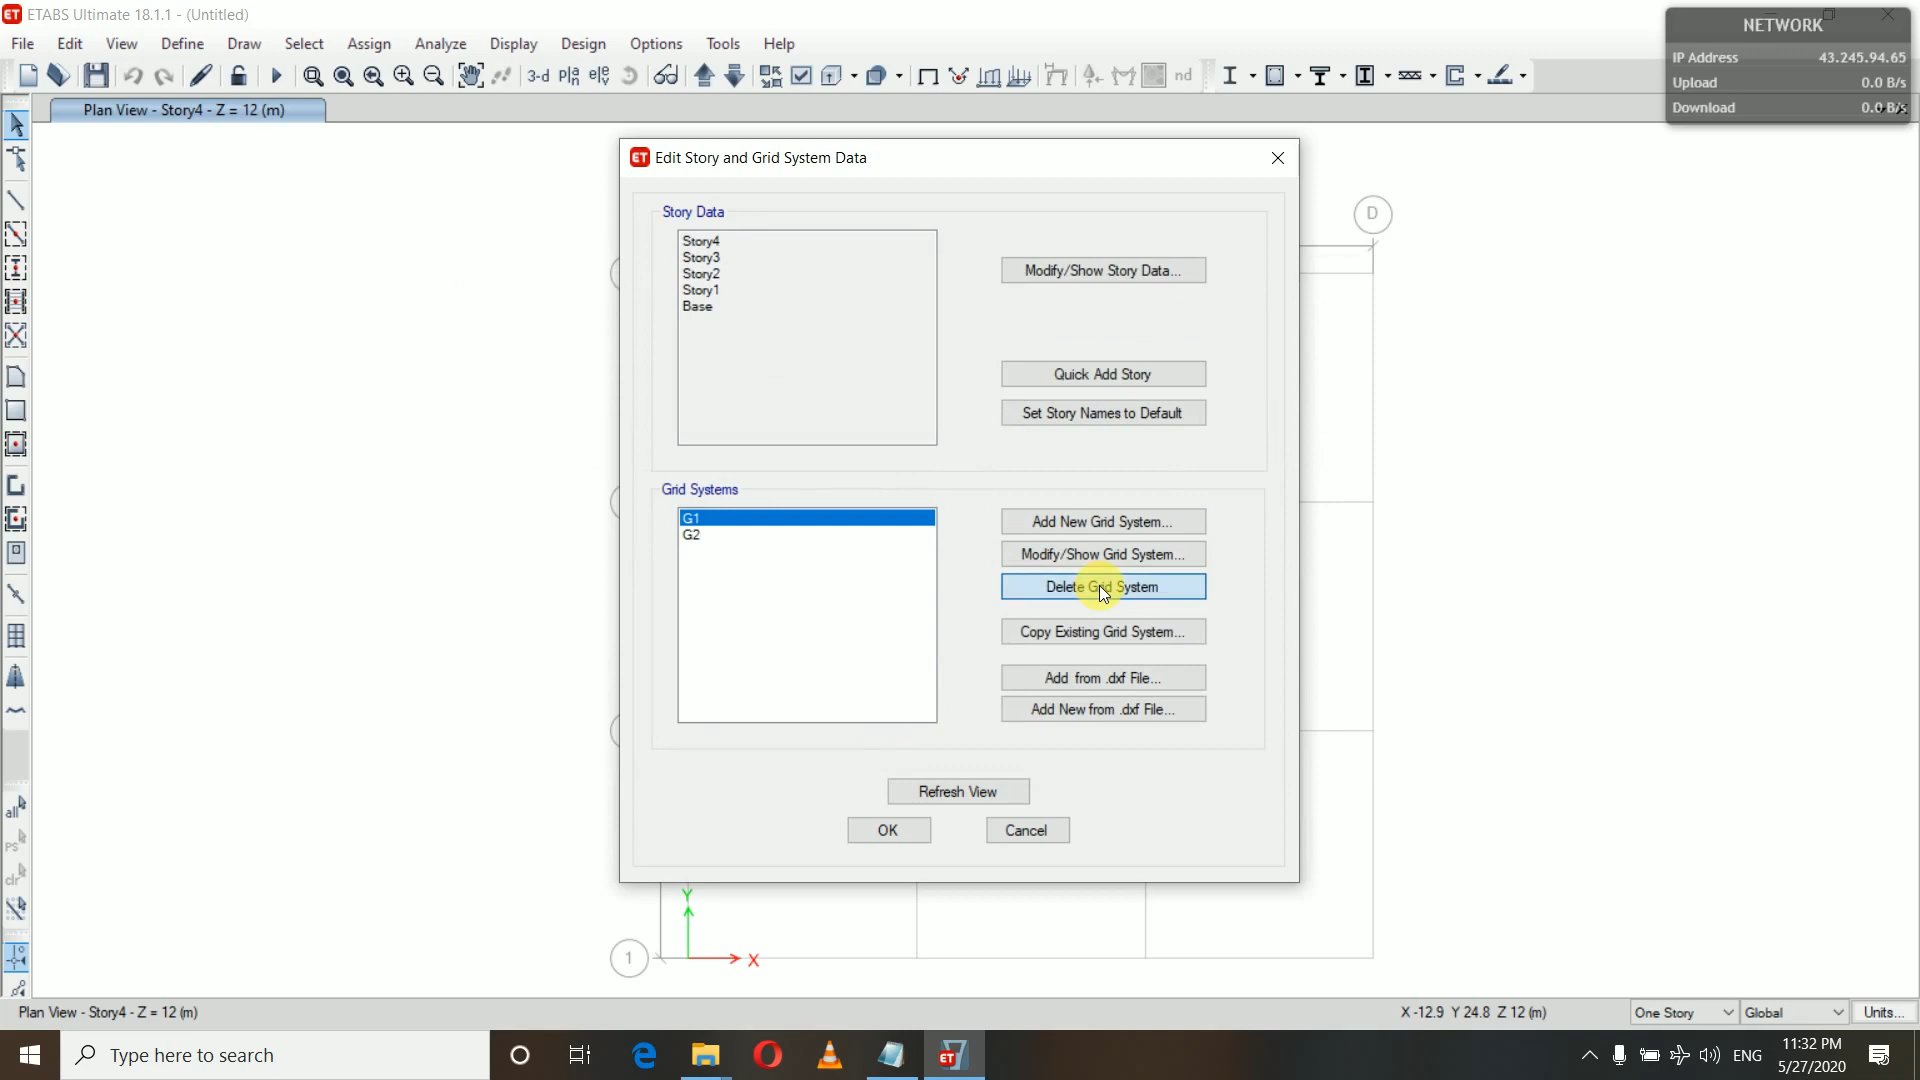 ETABS Ultimate 18.1.1 - (Untitled)
NETWORK
File Edit View Define Draw Select Assign Analyze Display Design Options Tools Help
IP Address 43.245.94.65
3-d nd
Upload 0.0 B/s
Plan View - Story4 - Z = 12 (m)
Download 0.0 B/s
Edit Story and Grid System Data
Story Data
D
Story4
Story3
Modify/Show Story Data...
Story2
Story1
Base
Quick Add Story
Set Story Names to Default
Grid Systems
G1
Add New Grid System...
G2
Modify/Show Grid System...
Delete Grid System
Copy Existing Grid System...
Add from .dxf File...
Add New from .dxf File...
Refresh View
all
OK Cancel
ps
clr
Y
1
X
Plan View - Story4 - Z = 12 (m)
X -12.9 Y 24.8 Z 12 (m)
One Story Global Units...
Type here to search
ET
ENG
11:32 PM
5/27/2020